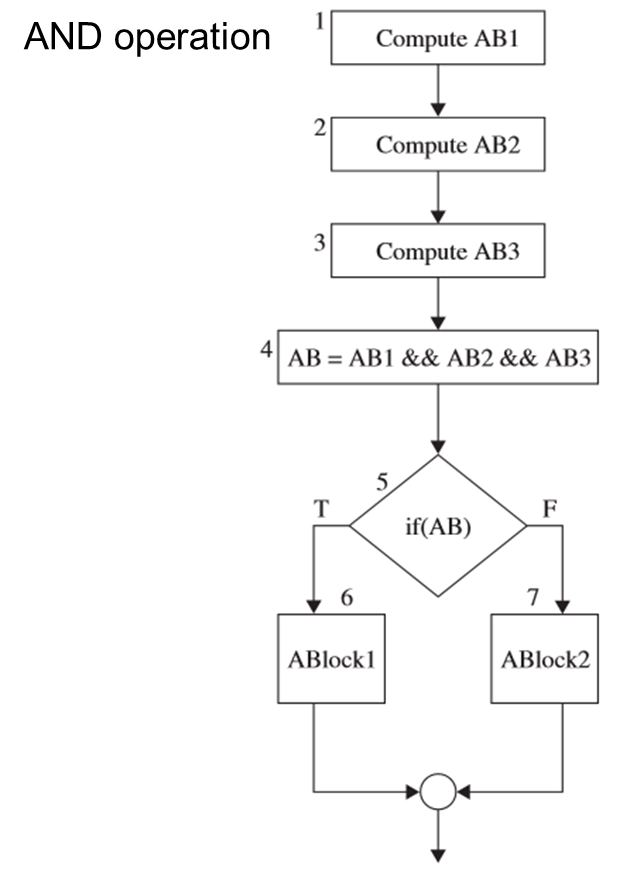 AND operation
1
Compute AB1
2
Compute AB2
3
Compute AB3
4
AB = AB1 && AB2 && AB3
5
T
F
if(AB)
6
7
ABlock1
ABlock2